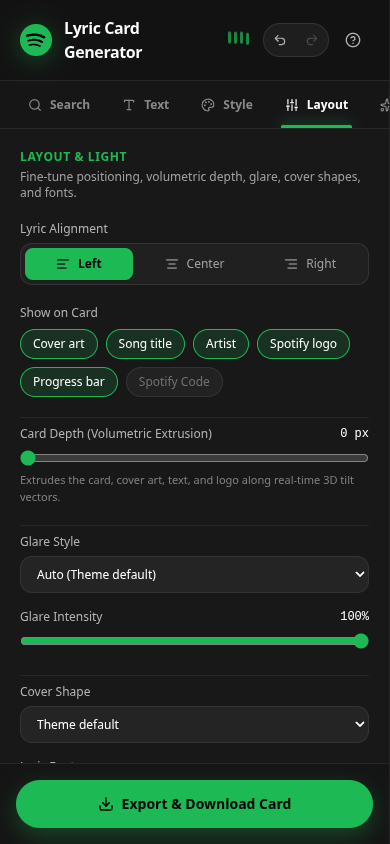 Lyric Card
Generator
Search
Text
Style
Layout
LAYOUT & LIGHT
Fine-tune positioning, volumetric depth, glare, cover shapes,
and fonts.
Lyric Alignment
Left
Center
Right
Show on Card
Cover art
Song title
Artist
Spotify logo
Progress bar
Spotify Code
Card Depth (Volumetric Extrusion)
0 px
Extrudes the card, cover art, text, and logo along real-time 3D tilt
vectors.
Glare Style
Auto (Theme default)
Glare Intensity
100%
Cover Shape
Theme default
Export & Download Card